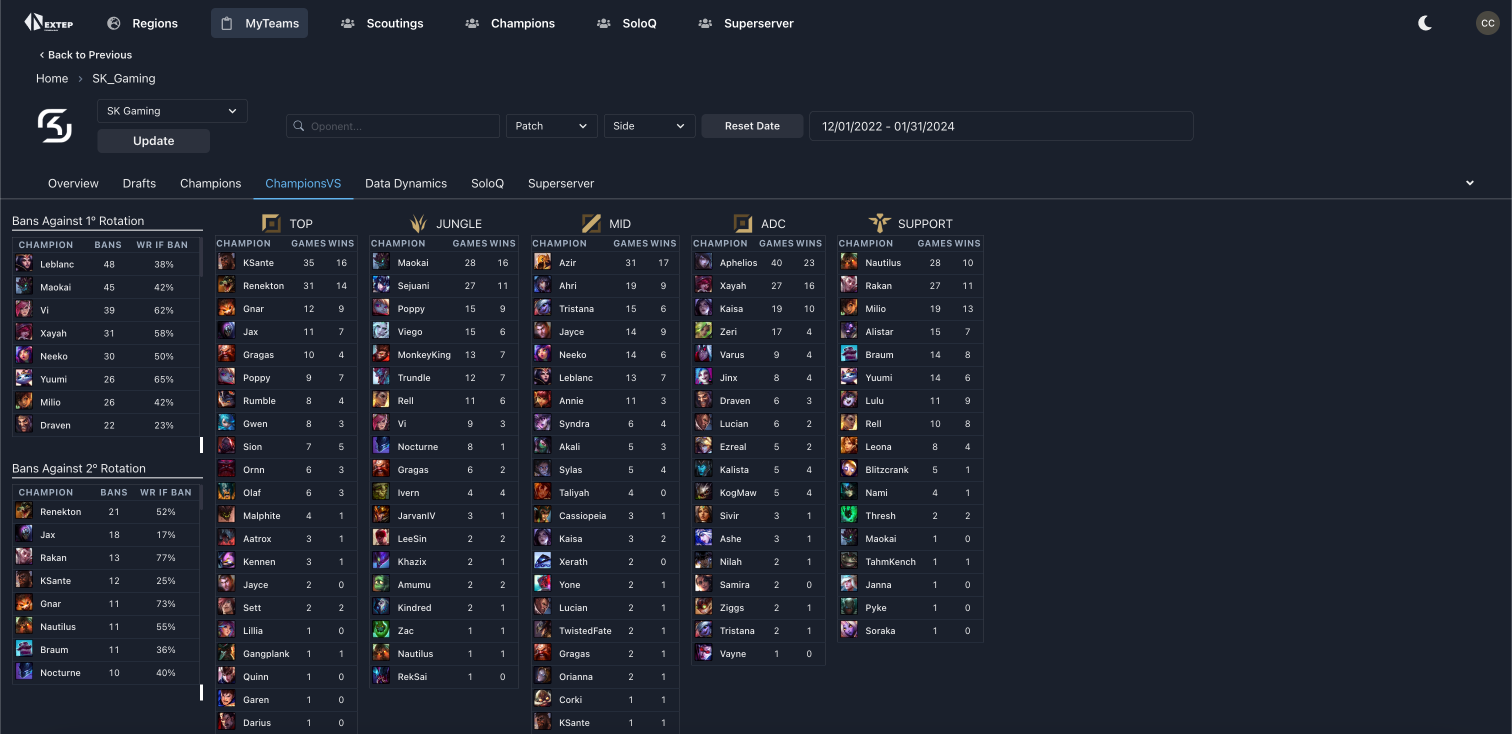 NEXTEP
Regions
MyTeams
Scoutings
Champions
SoloQ
Superserver
CC
Back to Previous
Home > SK_Gaming
SK Gaming
Update
Oponent...
Patch
Side
Reset Date
12/01/2022 - 01/31/2024
Overview
Drafts
Champions
ChampionsVS
Data Dynamics
SoloQ
Superserver
Bans Against 1º Rotation
CHAMPION BANS WR IF BAN
Leblanc 48 38%
Maokai 45 42%
Vi 39 62%
Xayah 31 58%
Neeko 30 50%
Yuumi 26 65%
Milio 26 42%
Draven 22 23%
Bans Against 2º Rotation
CHAMPION BANS WR IF BAN
Renekton 21 52%
Jax 18 17%
Rakan 13 77%
KSante 12 25%
Gnar 11 73%
Nautilus 11 55%
Braum 11 36%
Nocturne 10 40%
TOP
CHAMPION GAMES WINS
KSante 35 16
Renekton 31 14
Gnar 12 9
Jax 11 7
Gragas 10 4
Poppy 9 7
Rumble 8 4
Gwen 8 3
Sion 7 5
Ornn 6 3
Olaf 6 3
Malphite 4 1
Aatrox 3 1
Kennen 3 1
Jayce 2 0
Sett 2 2
Lillia 1 0
Gangplank 1 1
Quinn 1 0
Garen 1 0
Darius 1 0
JUNGLE
CHAMPION GAMES WINS
Maokai 28 16
Sejuani 27 11
Poppy 15 9
Viego 15 6
MonkeyKing 13 7
Trundle 12 7
Rell 11 6
Vi 9 3
Nocturne 8 1
Gragas 6 2
Ivern 4 4
JarvanIV 3 1
LeeSin 2 2
Khazix 2 1
Amumu 2 2
Kindred 2 1
Zac 1 1
Nautilus 1 1
RekSai 1 0
MID
CHAMPION GAMES WINS
Azir 31 17
Ahri 19 9
Tristana 15 6
Jayce 14 9
Neeko 14 6
Leblanc 13 7
Annie 11 3
Syndra 6 4
Akali 5 3
Sylas 5 4
Taliyah 4 0
Cassiopeia 3 1
Kaisa 3 2
Xerath 2 0
Yone 2 1
Lucian 2 1
TwistedFate 2 1
Gragas 2 1
Orianna 2 1
Corki 1 1
KSante 1 1
ADC
CHAMPION GAMES WINS
Aphelios 40 23
Xayah 27 16
Kaisa 19 10
Zeri 17 4
Varus 9 4
Jinx 8 4
Draven 6 3
Lucian 6 2
Ezreal 5 2
Kalista 5 4
KogMaw 5 4
Sivir 3 1
Ashe 3 1
Nilah 2 1
Samira 2 0
Ziggs 2 1
Tristana 2 1
Vayne 1 0
SUPPORT
CHAMPION GAMES WINS
Nautilus 28 10
Rakan 27 11
Milio 19 13
Alistar 15 7
Braum 14 8
Yuumi 14 6
Lulu 11 9
Rell 10 8
Leona 8 4
Blitzcrank 5 1
Nami 4 1
Thresh 2 2
Maokai 1 0
TahmKench 1 1
Janna 1 0
Pyke 1 0
Soraka 1 0